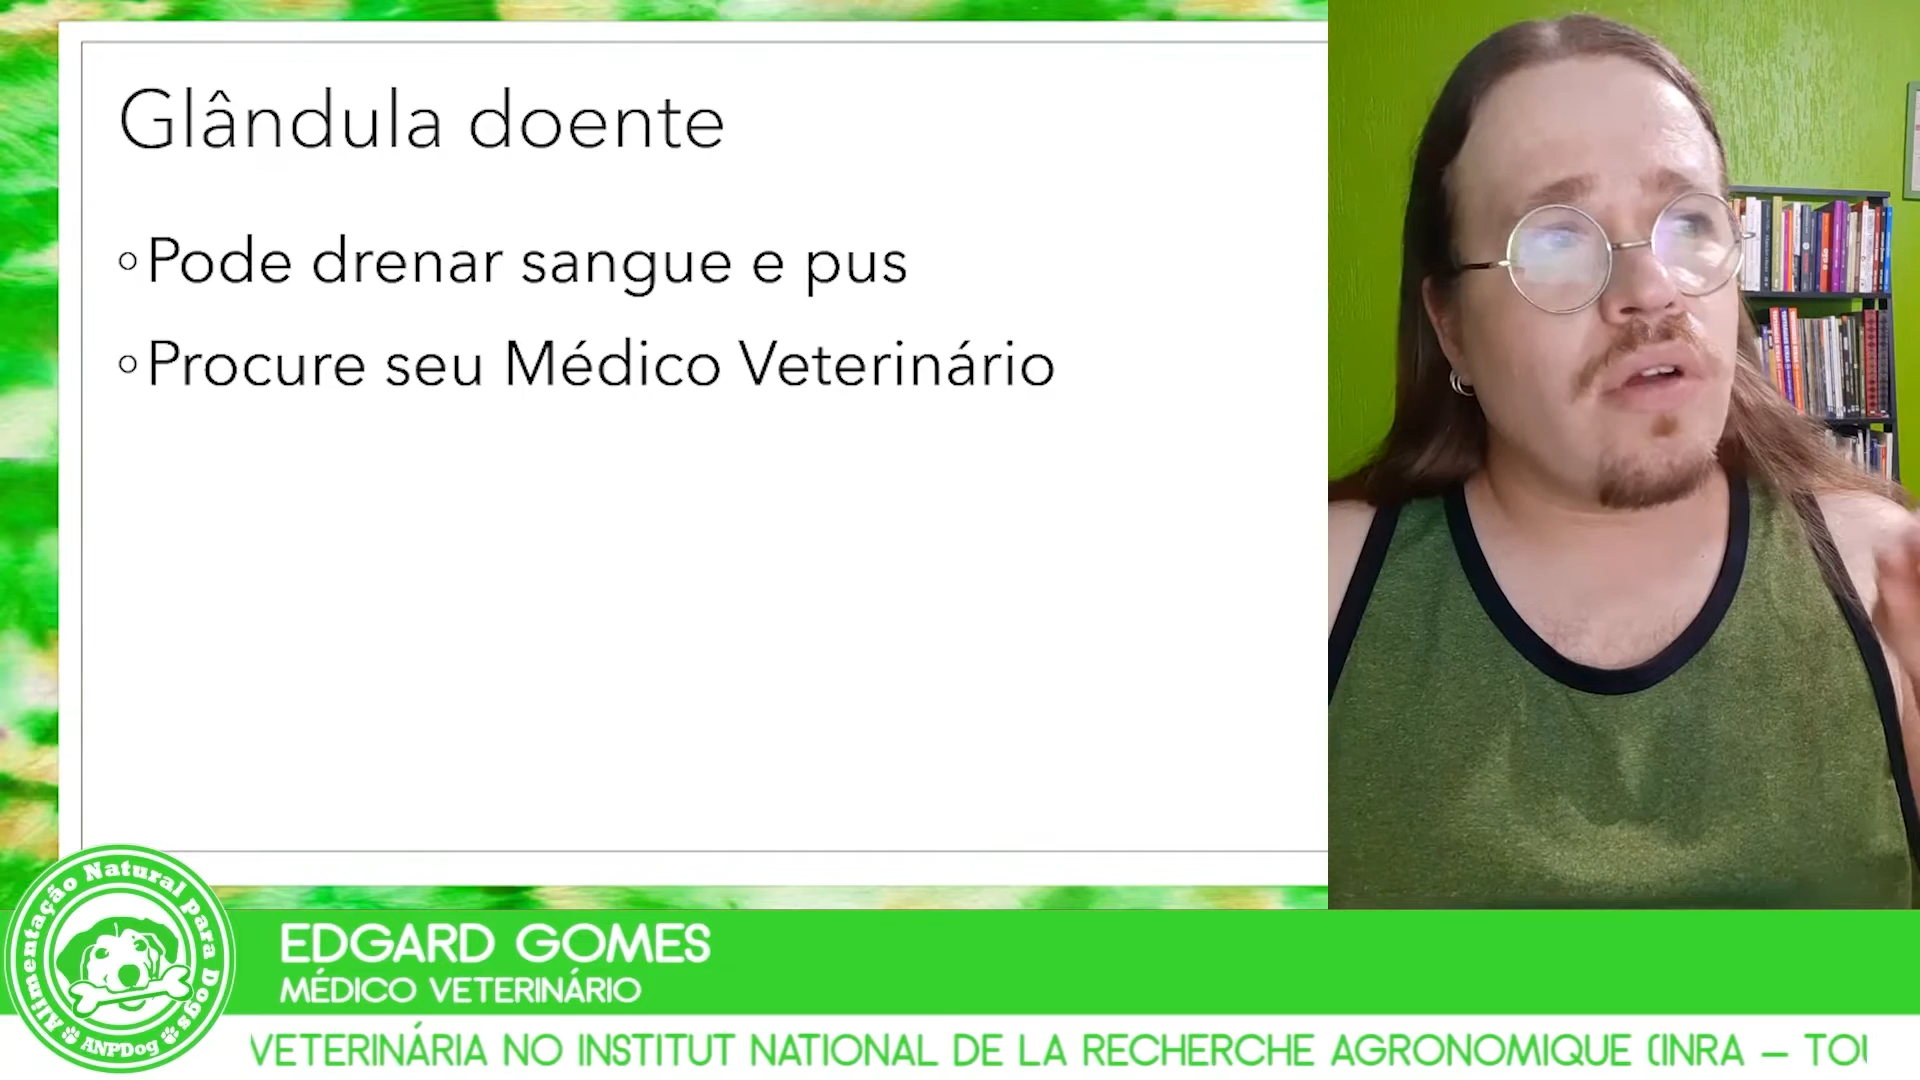 Glândula doente
◦Pode drenar sangue e pus
◦Procure seu Médico Veterinário
Alimentação Natural para Dogs
ANPDog
EDGARD GOMES
MÉDICO VETERINÁRIO
VETERINÁRIA NO INSTITUT NATIONAL DE LA RECHERCHE AGRONOMIQUE (INRA –